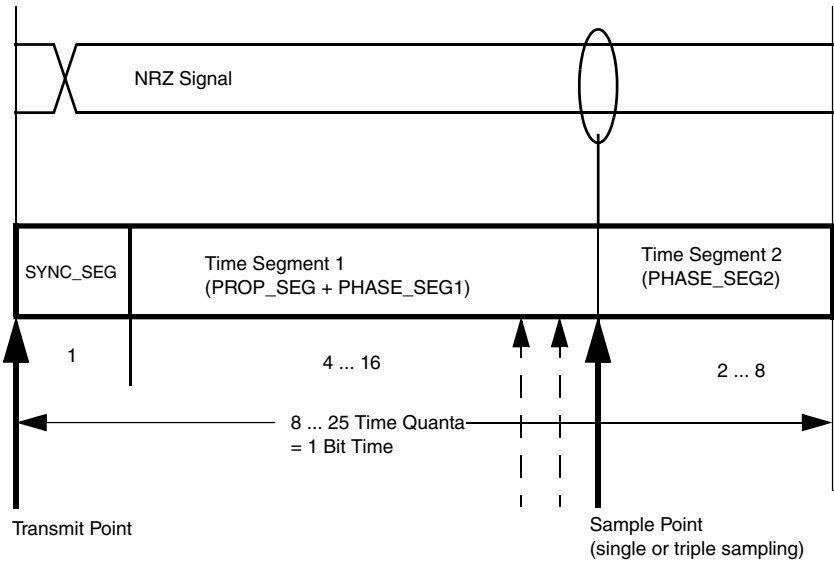 NRZ Signal
SYNC_SEG
Time Segment 1
(PROP_SEG + PHASE_SEG1)
Time Segment 2
(PHASE_SEG2)
1
4 ... 16
2 ... 8
8 ... 25 Time Quanta
= 1 Bit Time
Transmit Point
Sample Point
(single or triple sampling)